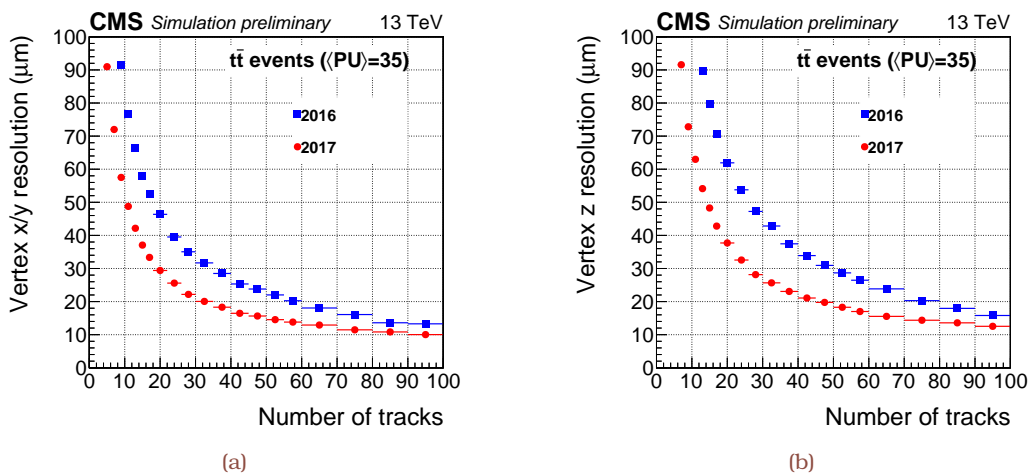 CMS Simulation preliminary 13 TeV
Vertex x/y resolution (μm)
100
90
80
70
60
50
40
30
20
10
0
tt̄ events (⟨PU⟩=35)
2016
2017
0 10 20 30 40 50 60 70 80 90 100
Number of tracks
(a)
CMS Simulation preliminary 13 TeV
Vertex z resolution (μm)
100
90
80
70
60
50
40
30
20
10
0
tt̄ events (⟨PU⟩=35)
2016
2017
0 10 20 30 40 50 60 70 80 90 100
Number of tracks
(b)